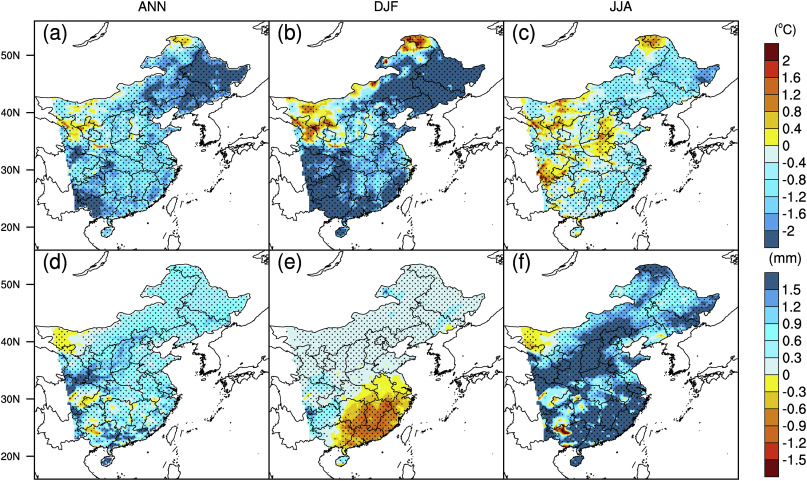 ANN DJF JJA
(a) (b) (c) (°C)
50N
40N
30N
20N
2
1.6
1.2
0.8
0.4
0
-0.4
-0.8
-1.2
-1.6
-2
(d) (e) (f) (mm)
50N
40N
30N
20N
1.5
1.2
0.9
0.6
0.3
0
-0.3
-0.6
-0.9
-1.2
-1.5